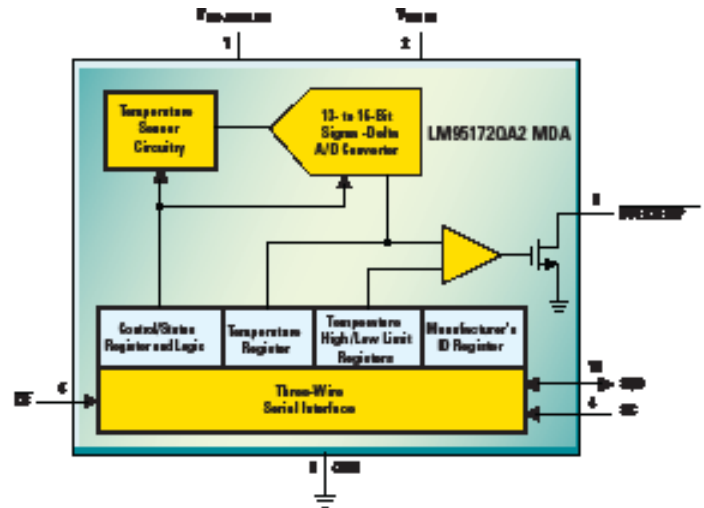 1
2
Temperature
Sensor
Circuitry
13- to 16-Bit
Sigma -Delta
A/D Converter
LM95172QA2 MDA
Control/Status
Register and Logic
Temperature
Register
Temperature
High/Low Limit
Registers
Manufacturer's
ID Register
Three-Wire
Serial Interface
4
GND